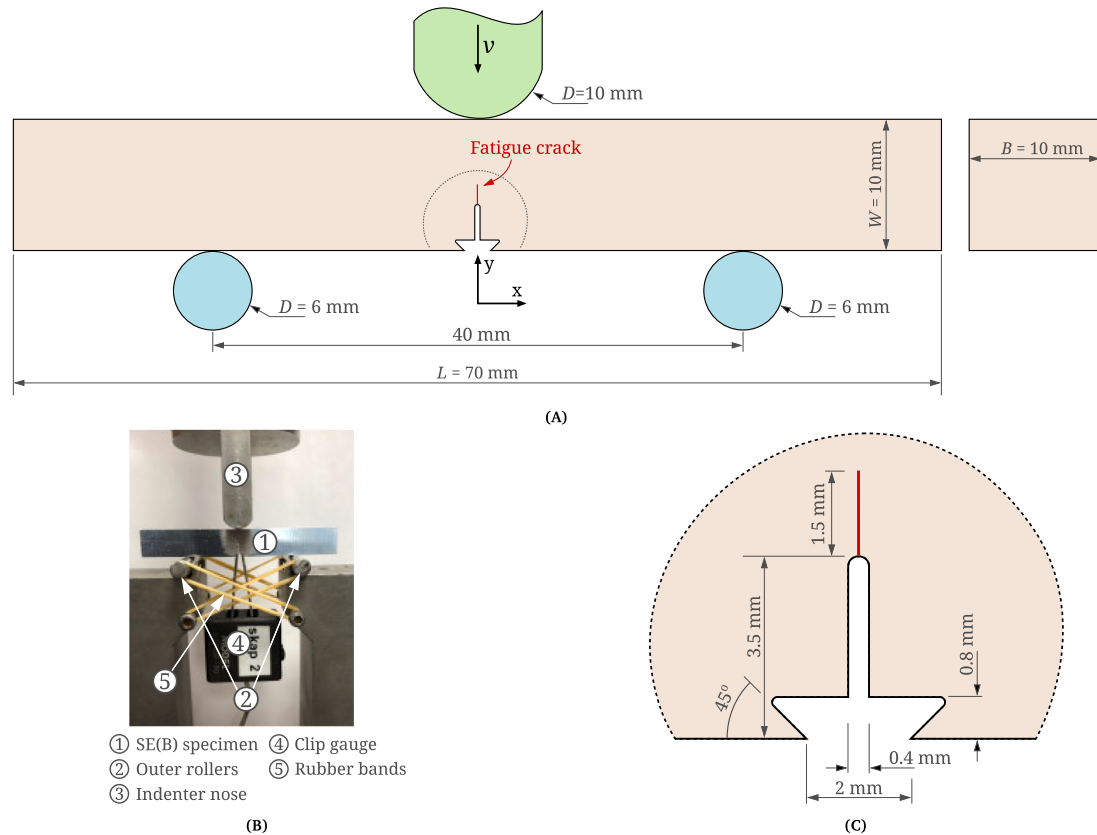 v
D=10 mm
Fatigue crack
W = 10 mm
B = 10 mm
y
x
D = 6 mm
D = 6 mm
40 mm
L = 70 mm
(A)
3
1
skap 2
4
5
2
1 SE(B) specimen
4 Clip gauge
2 Outer rollers
5 Rubber bands
3 Indenter nose
(B)
1.5 mm
3.5 mm
0.8 mm
45º
0.4 mm
2 mm
(C)